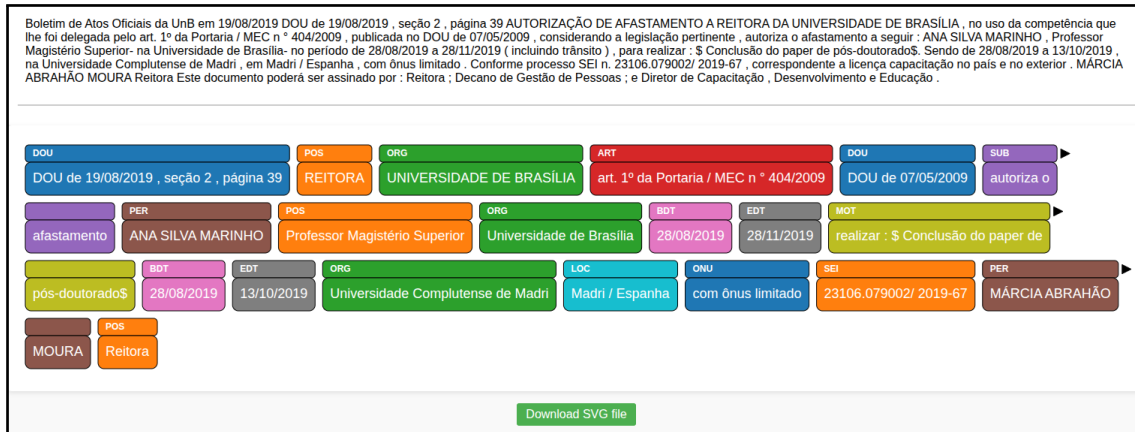 Boletim de Atos Oficiais da UnB em 19/08/2019 DOU de 19/08/2019 , seção 2 , página 39 AUTORIZAÇÃO DE AFASTAMENTO A REITORA DA UNIVERSIDADE DE BRASÍLIA , no uso da competência que
lhe foi delegada pelo art. 1º da Portaria / MEC n ° 404/2009 , publicada no DOU de 07/05/2009 , considerando a legislação pertinente , autoriza o afastamento a seguir : ANA SILVA MARINHO , Professor
Magistério Superior- na Universidade de Brasília- no período de 28/08/2019 a 28/11/2019 ( incluindo trânsito ) , para realizar : $ Conclusão do paper de pós-doutorado$. Sendo de 28/08/2019 a 13/10/2019 ,
na Universidade Complutense de Madri , em Madri / Espanha , com ônus limitado . Conforme processo SEI n. 23106.079002/ 2019-67 , correspondente a licença capacitação no país e no exterior . MÁRCIA
ABRAHÃO MOURA Reitora Este documento poderá ser assinado por : Reitora ; Decano de Gestão de Pessoas ; e Diretor de Capacitação , Desenvolvimento e Educação .
DOU POS ORG ART DOU SUB
DOU de 19/08/2019 , seção 2 , página 39 REITORA UNIVERSIDADE DE BRASÍLIA art. 1º da Portaria / MEC n ° 404/2009 DOU de 07/05/2009 autoriza o
PER POS ORG BDT EDT MOT
afastamento ANA SILVA MARINHO Professor Magistério Superior Universidade de Brasília 28/08/2019 28/11/2019 realizar : $ Conclusão do paper de
BDT EDT ORG LOC ONU SEI PER
pós-doutorado$ 28/08/2019 13/10/2019 Universidade Complutense de Madri Madri / Espanha com ônus limitado 23106.079002/ 2019-67 MÁRCIA ABRAHÃO
POS
MOURA Reitora
Download SVG file